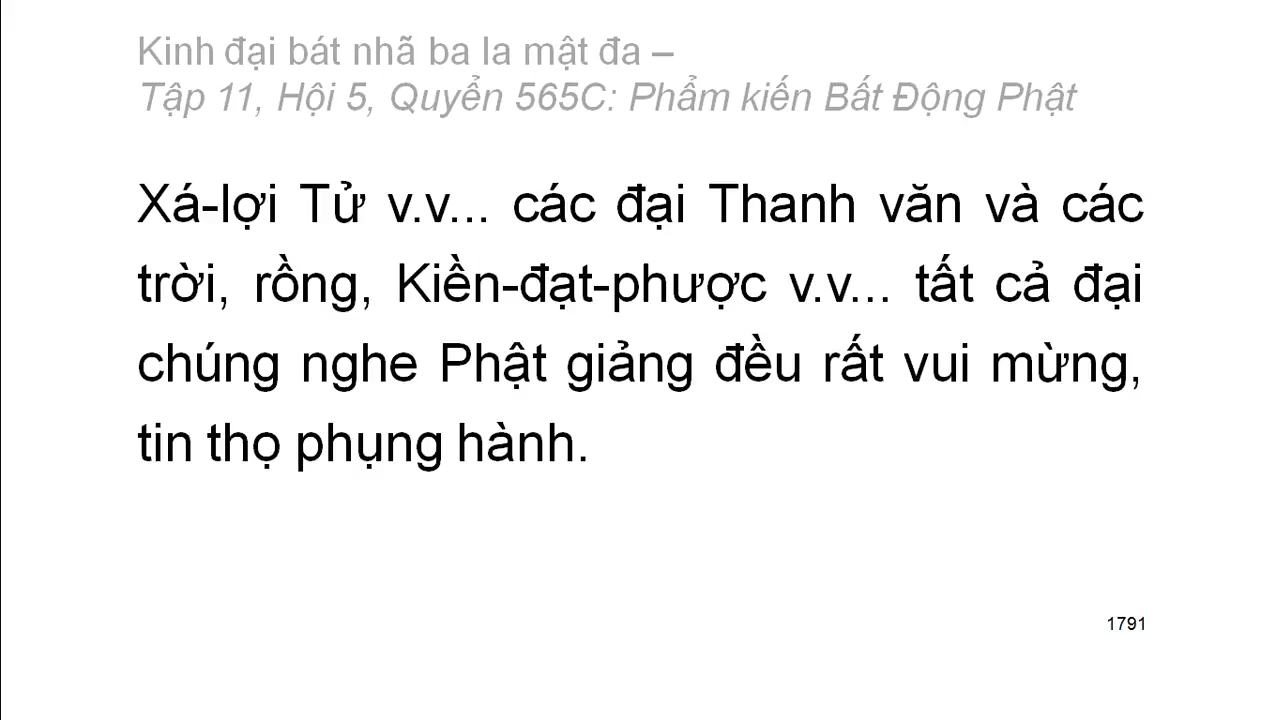 Kinh đại bát nhã ba la mật đa –
Tập 11, Hội 5, Quyển 565C: Phẩm kiến Bất Động Phật
Xá-lợi Tử v.v... các đại Thanh văn và các
trời, rồng, Kiền-đạt-phược v.v... tất cả đại
chúng nghe Phật giảng đều rất vui mừng,
tin thọ phụng hành.
1791